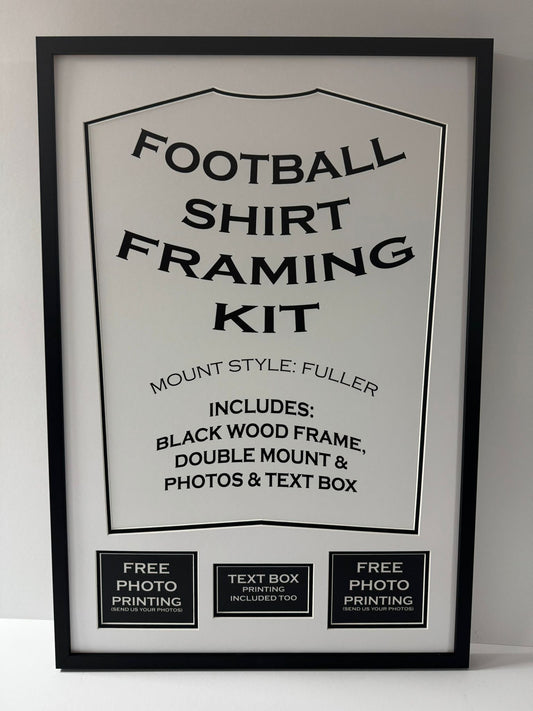 FOOTBALL
SHIRT
FRAMING
KIT
MOUNT STYLE: FULLER
INCLUDES:
BLACK WOOD FRAME,
DOUBLE MOUNT &
PHOTOS & TEXT BOX
FREE
PHOTO
PRINTING
(SEND US YOUR PHOTOS)
TEXT BOX
PRINTING
INCLUDED TOO
FREE
PHOTO
PRINTING
(SEND US YOUR PHOTOS)